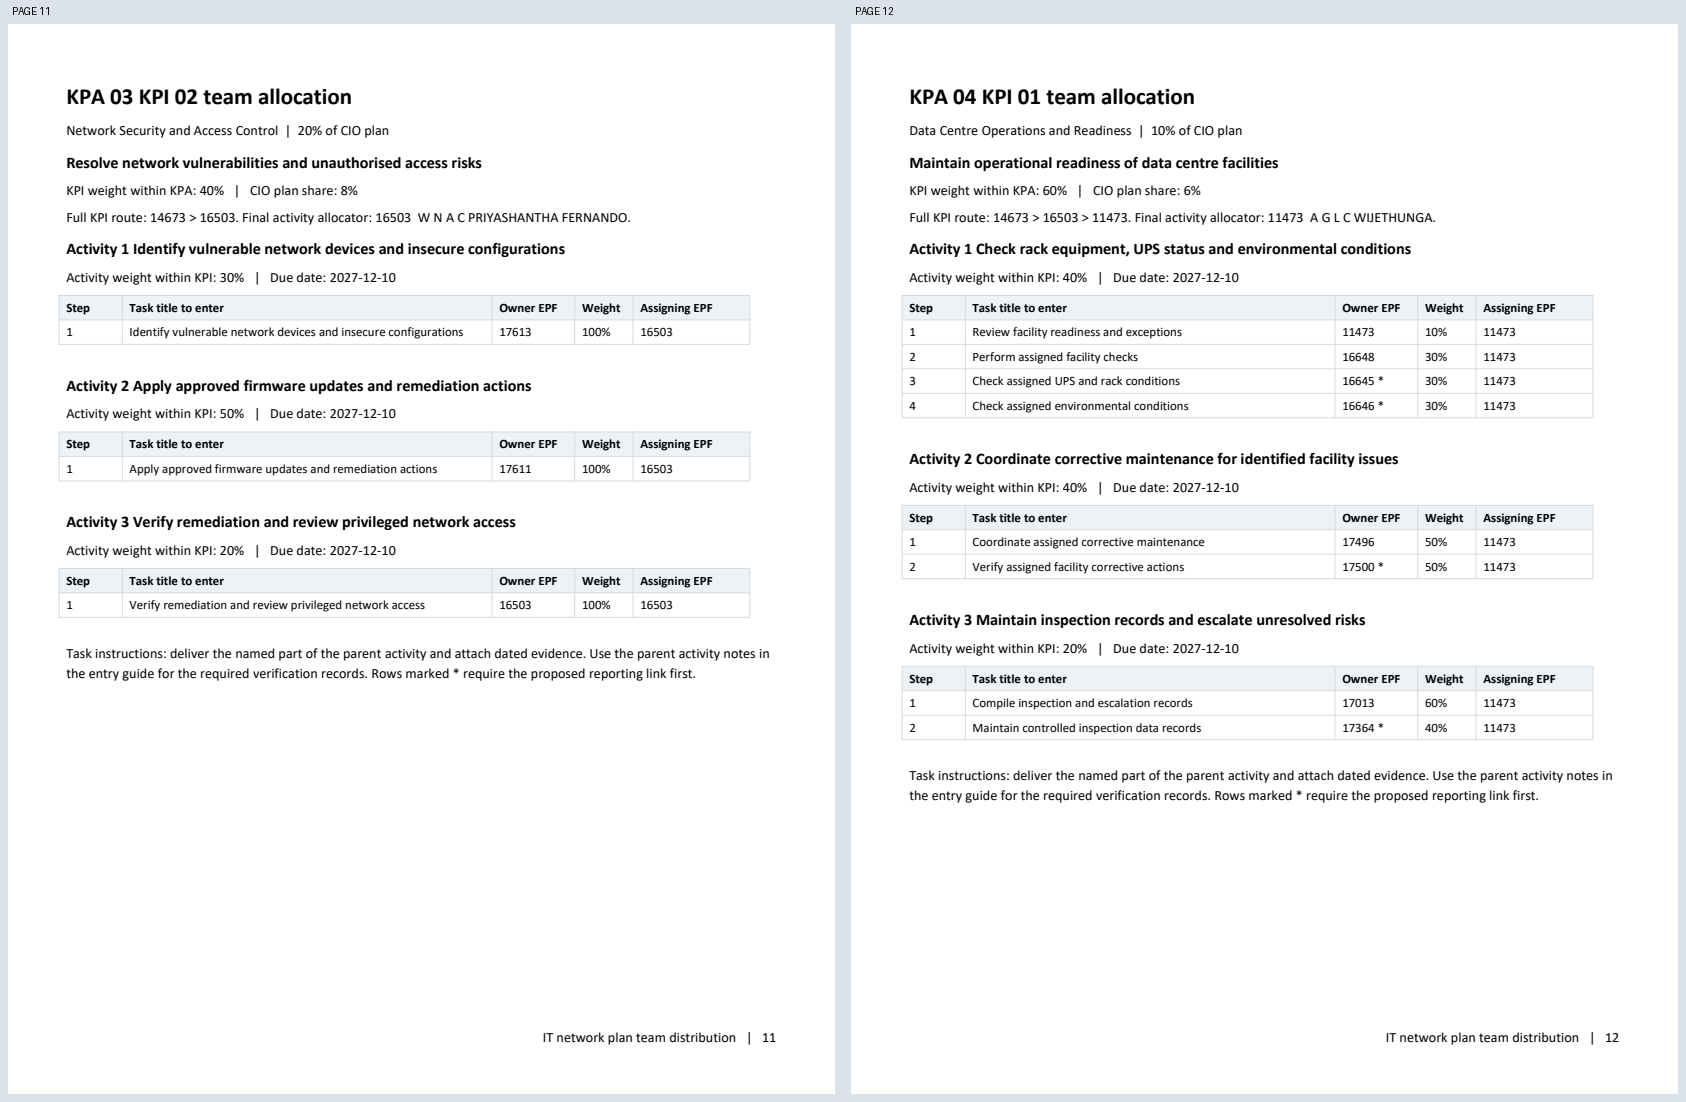 PAGE 11
KPA 03 KPI 02 team allocation
Network Security and Access Control | 20% of CIO plan
Resolve network vulnerabilities and unauthorised access risks
KPI weight within KPA: 40% | CIO plan share: 8%
Full KPI route: 14673 > 16503. Final activity allocator: 16503 W N A C PRIYASHANTHA FERNANDO.
Activity 1 Identify vulnerable network devices and insecure configurations
Activity weight within KPI: 30% | Due date: 2027-12-10
Step Task title to enter Owner EPF Weight Assigning EPF
1 Identify vulnerable network devices and insecure configurations 17613 100% 16503
Activity 2 Apply approved firmware updates and remediation actions
Activity weight within KPI: 50% | Due date: 2027-12-10
Step Task title to enter Owner EPF Weight Assigning EPF
1 Apply approved firmware updates and remediation actions 17611 100% 16503
Activity 3 Verify remediation and review privileged network access
Activity weight within KPI: 20% | Due date: 2027-12-10
Step Task title to enter Owner EPF Weight Assigning EPF
1 Verify remediation and review privileged network access 16503 100% 16503
Task instructions: deliver the named part of the parent activity and attach dated evidence. Use the parent activity notes in
the entry guide for the required verification records. Rows marked * require the proposed reporting link first.
IT network plan team distribution | 11
PAGE 12
KPA 04 KPI 01 team allocation
Data Centre Operations and Readiness | 10% of CIO plan
Maintain operational readiness of data centre facilities
KPI weight within KPA: 60% | CIO plan share: 6%
Full KPI route: 14673 > 16503 > 11473. Final activity allocator: 11473 A G L C WIJETHUNGA.
Activity 1 Check rack equipment, UPS status and environmental conditions
Activity weight within KPI: 40% | Due date: 2027-12-10
Step Task title to enter Owner EPF Weight Assigning EPF
1 Review facility readiness and exceptions 11473 10% 11473
2 Perform assigned facility checks 16648 30% 11473
3 Check assigned UPS and rack conditions 16645 * 30% 11473
4 Check assigned environmental conditions 16646 * 30% 11473
Activity 2 Coordinate corrective maintenance for identified facility issues
Activity weight within KPI: 40% | Due date: 2027-12-10
Step Task title to enter Owner EPF Weight Assigning EPF
1 Coordinate assigned corrective maintenance 17496 50% 11473
2 Verify assigned facility corrective actions 17500 * 50% 11473
Activity 3 Maintain inspection records and escalate unresolved risks
Activity weight within KPI: 20% | Due date: 2027-12-10
Step Task title to enter Owner EPF Weight Assigning EPF
1 Compile inspection and escalation records 17013 60% 11473
2 Maintain controlled inspection data records 17364 * 40% 11473
Task instructions: deliver the named part of the parent activity and attach dated evidence. Use the parent activity notes in
the entry guide for the required verification records. Rows marked * require the proposed reporting link first.
IT network plan team distribution | 12